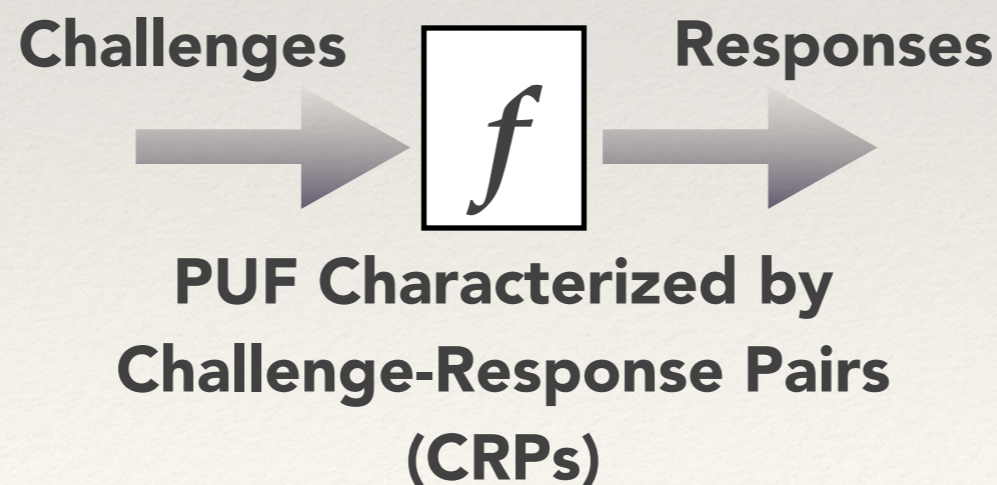 Challenges
f
Responses
PUF Characterized by
Challenge-Response Pairs
(CRPs)